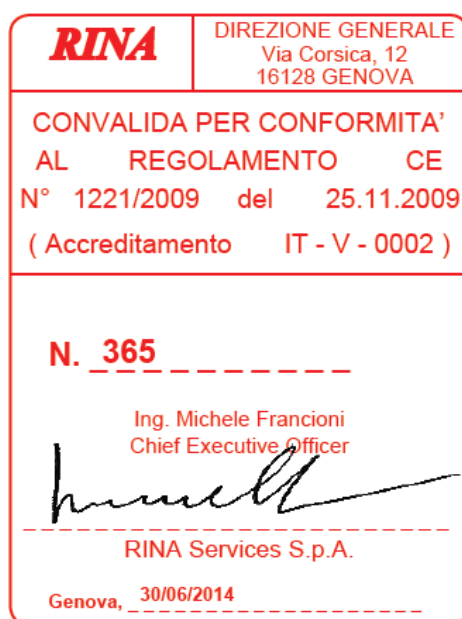 RINA
DIREZIONE GENERALE
Via Corsica, 12
16128 GENOVA
CONVALIDA PER CONFORMITA'
AL REGOLAMENTO CE
N° 1221/2009 del 25.11.2009
( Accreditamento IT - V - 0002 )
N. 365
Ing. Michele Francioni
Chief Executive Officer
RINA Services S.p.A.
Genova, 30/06/2014